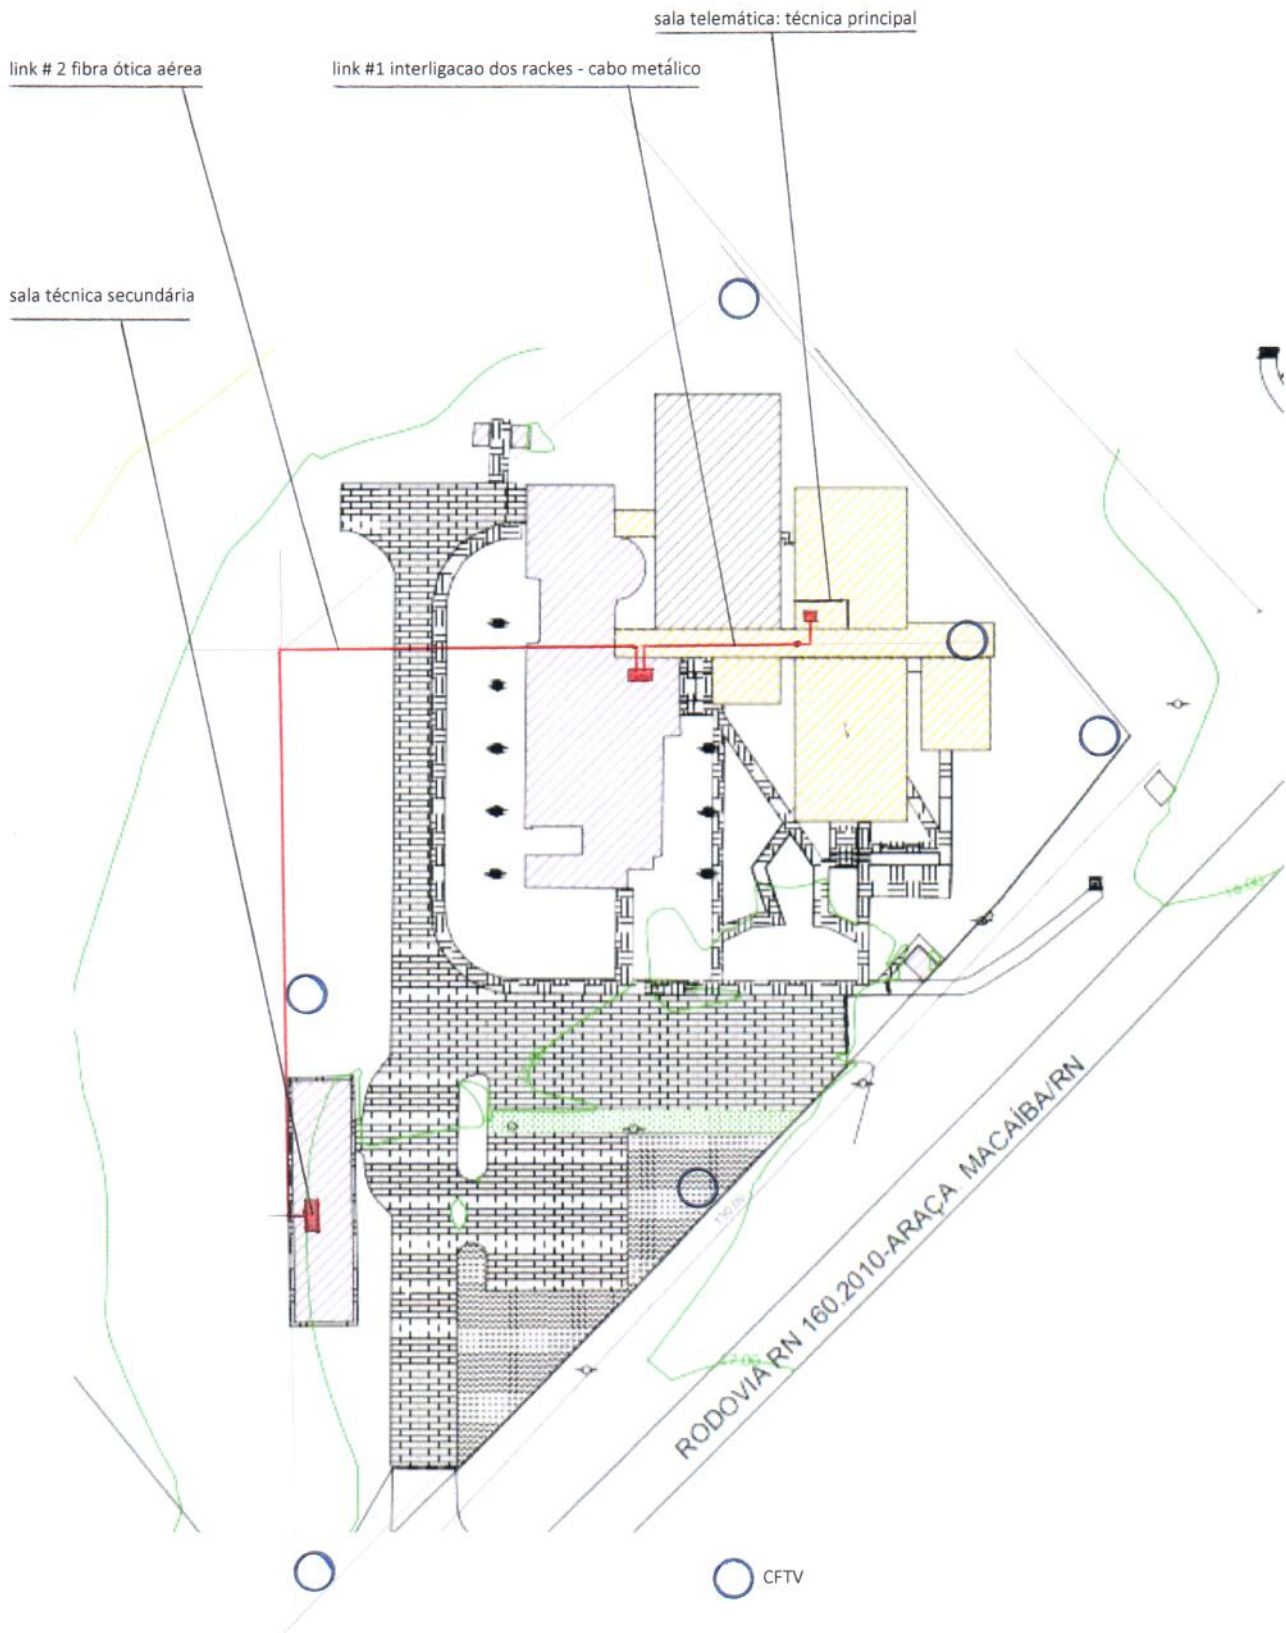 sala telemática: técnica principal
link # 2 fibra ótica aérea
link #1 interligacao dos rackes - cabo metálico
sala técnica secundária
RODOVIA RN 160.2010-ARAÇA MACAÍBA/RN
CFTV